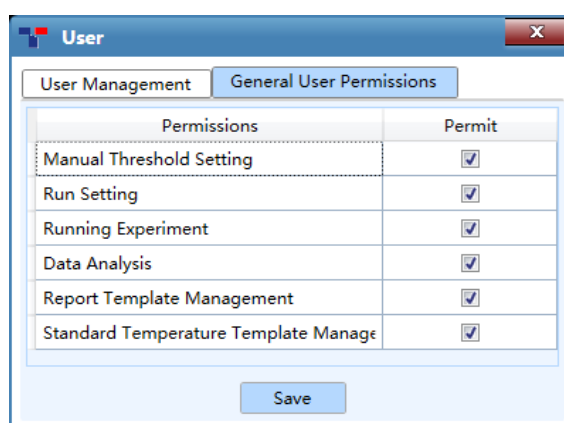 User
X
User Management General User Permissions
Permissions Permit
Manual Threshold Setting
Run Setting
Running Experiment
Data Analysis
Report Template Management
Standard Temperature Template Manage
Save